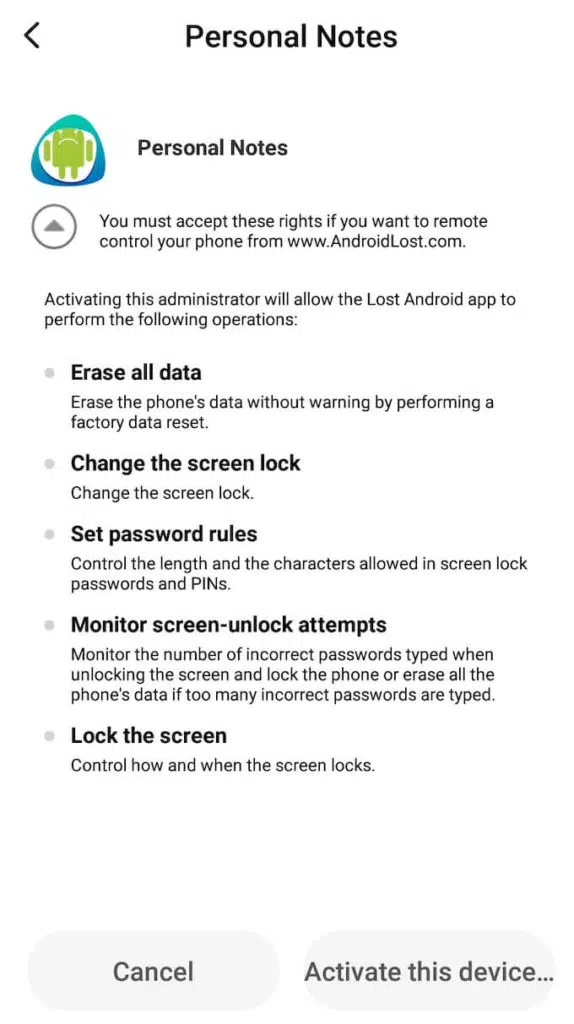 Personal Notes
Personal Notes
You must accept these rights if you want to remote
control your phone from www.AndroidLost.com.
Activating this administrator will allow the Lost Android app to
perform the following operations:
Erase all data
Erase the phone's data without warning by performing a
factory data reset.
Change the screen lock
Change the screen lock.
Set password rules
Control the length and the characters allowed in screen lock
passwords and PINs.
Monitor screen-unlock attempts
Monitor the number of incorrect passwords typed when
unlocking the screen and lock the phone or erase all the
phone's data if too many incorrect passwords are typed.
Lock the screen
Control how and when the screen locks.
Cancel
Activate this device...